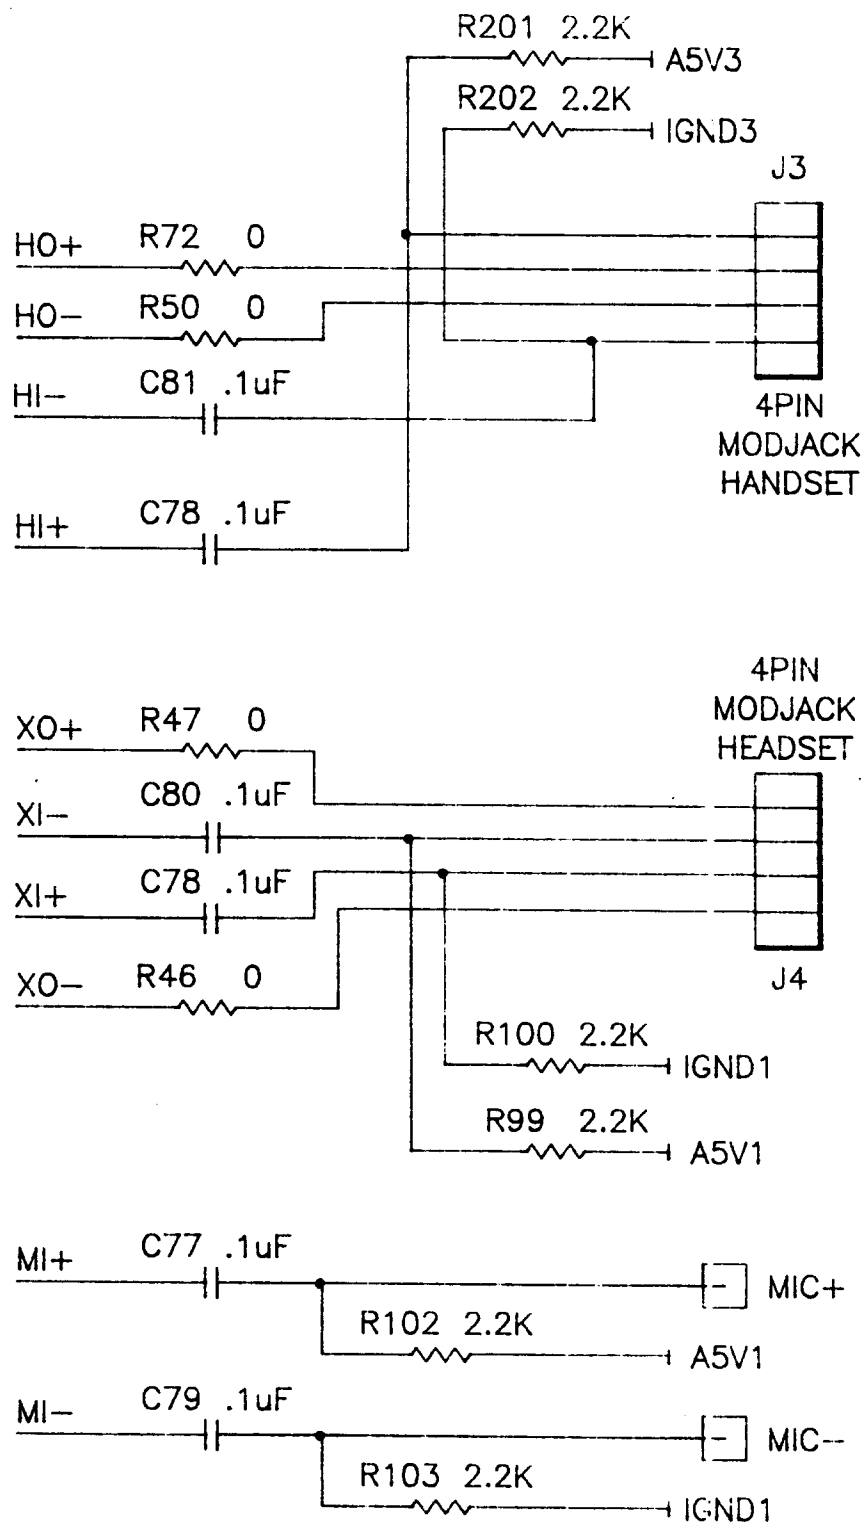 R201 2.2K
A5V3
R202 2.2K
IGND3
J3
HO+ R72 0
HO- R50 0
HI- C81 .1uF
4PIN
MODJACK
HANDSET
HI+ C78 .1uF
4PIN
MODJACK
HEADSET
XO+ R47 0
XI- C80 .1uF
XI+ C78 .1uF
XO- R46 0
J4
R100 2.2K
IGND1
R99 2.2K
A5V1
MI+ C77 .1uF
MIC+
R102 2.2K
A5V1
MI- C79 .1uF
MIC--
R103 2.2K
IGND1